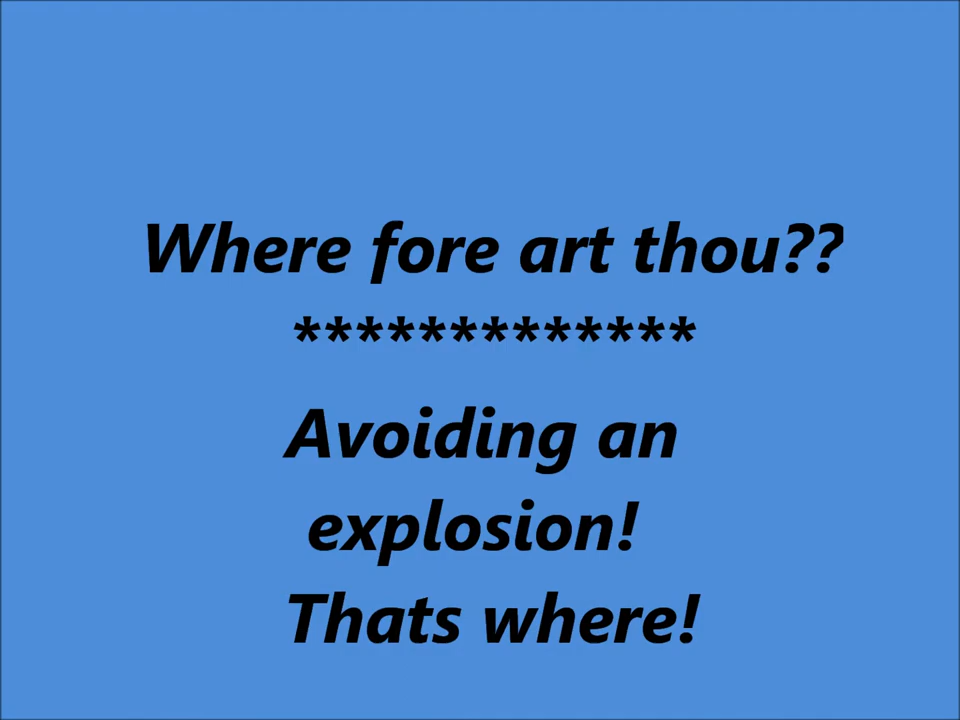 Where fore art thou??
*************
Avoiding an
explosion!
Thats where!